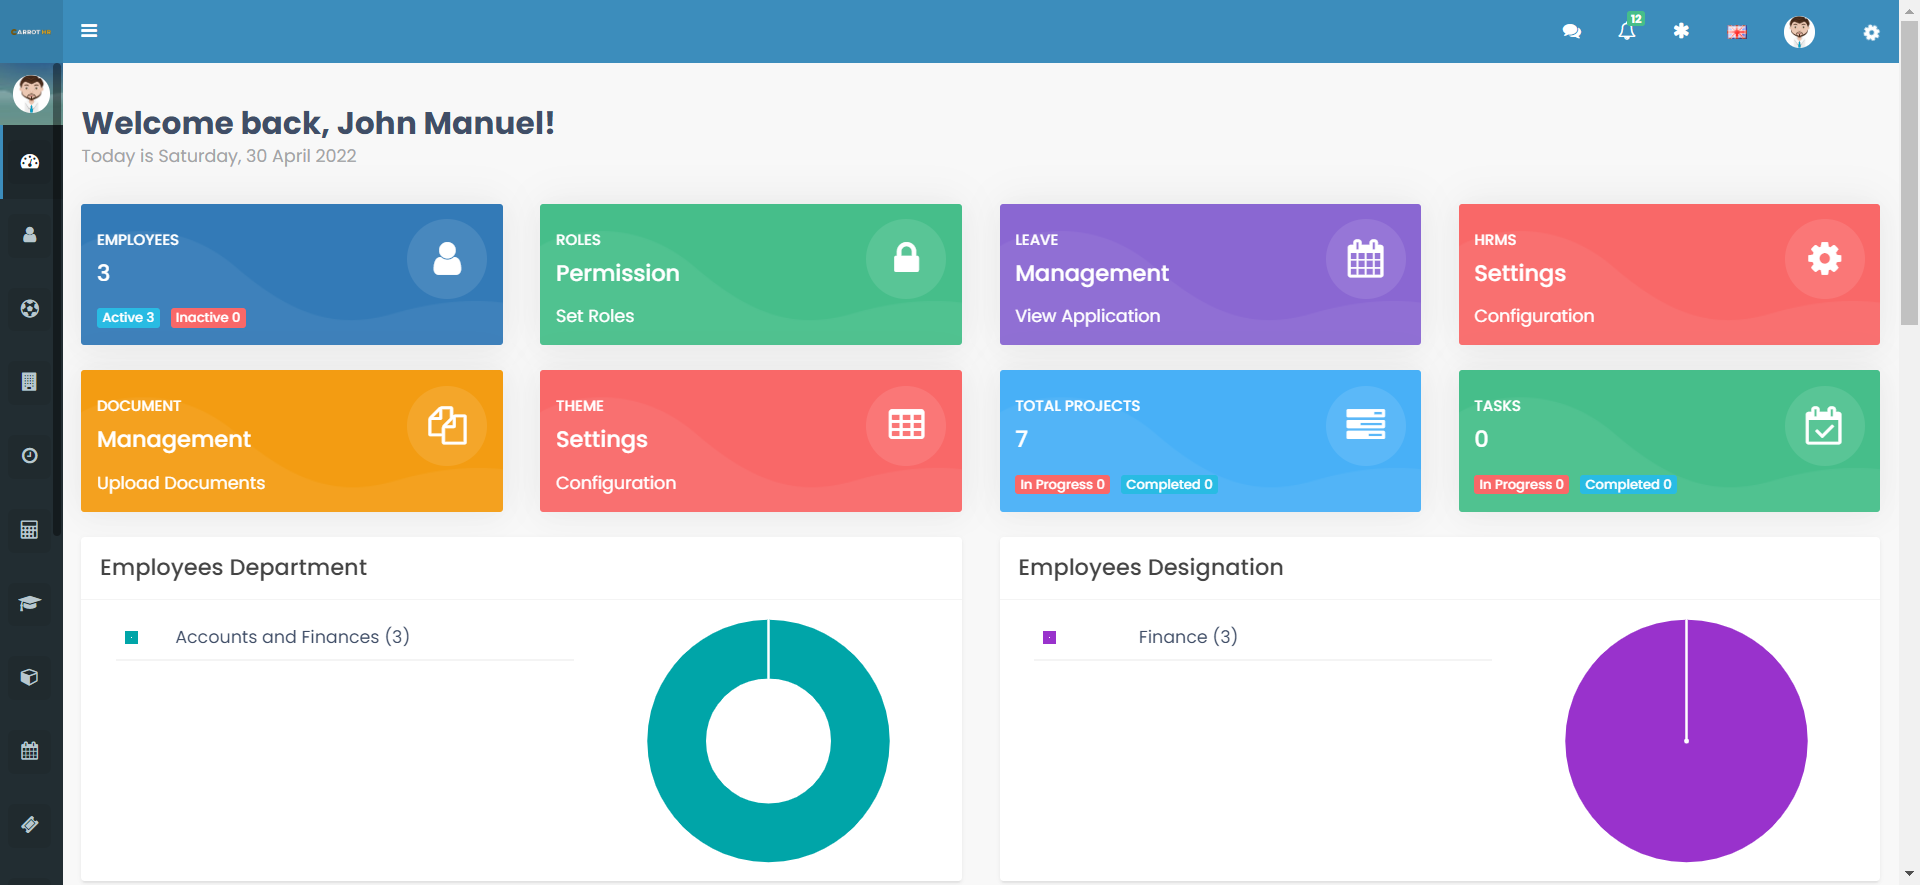 12
Welcome back, John Manuel!
Today is Saturday, 30 April 2022
EMPLOYEES
3
Active 3 Inactive 0
ROLES
Permission
Set Roles
LEAVE
Management
View Application
HRMS
Settings
Configuration
DOCUMENT
Management
Upload Documents
THEME
Settings
Configuration
TOTAL PROJECTS
7
In Progress 0 Completed 0
TASKS
0
In Progress 0 Completed 0
Employees Department
Accounts and Finances (3)
Employees Designation
Finance (3)